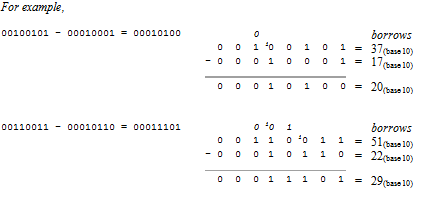 For example,
00100101 - 00010001 = 00010100
0 borrows
0 0 1 ¹0 0 1 0 1 = 37(base 10)
- 0 0 0 1 0 0 0 1 = 17(base 10)
0 0 0 1 0 1 0 0 = 20(base 10)
00110011 - 00010110 = 00011101
0 ¹0 1 borrows
0 0 1 1 0 ¹0 1 1 = 51(base 10)
- 0 0 0 1 0 1 1 0 = 22(base 10)
0 0 0 1 1 1 0 1 = 29(base 10)